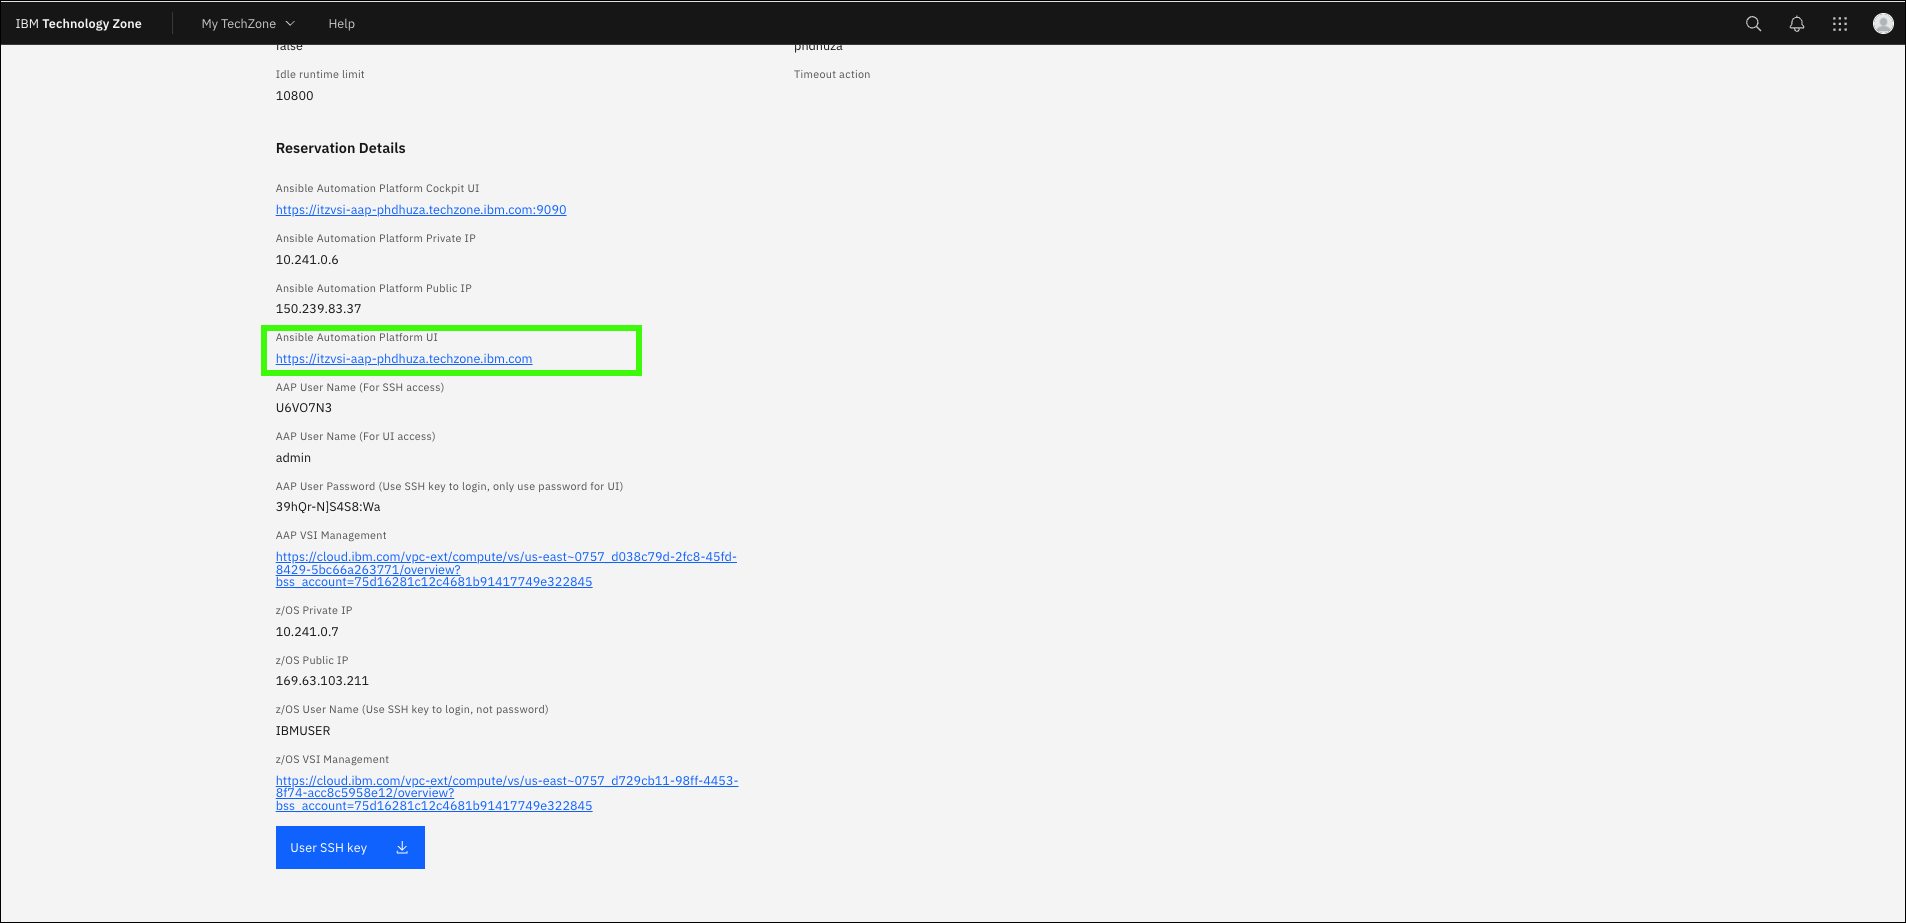 IBM Technology Zone My TechZone Help
false phdhuza
Idle runtime limit Timeout action
10800
Reservation Details
Ansible Automation Platform Cockpit UI
https://itzvsi-aap-phdhuza.techzone.ibm.com:9090
Ansible Automation Platform Private IP
10.241.0.6
Ansible Automation Platform Public IP
150.239.83.37
Ansible Automation Platform UI
https://itzvsi-aap-phdhuza.techzone.ibm.com
AAP User Name (For SSH access)
U6VO7N3
AAP User Name (For UI access)
admin
AAP User Password (Use SSH key to login, only use password for UI)
39hQr-N]S4S8:Wa
AAP VSI Management
https://cloud.ibm.com/vpc-ext/compute/vs/us-east~0757_d038c79d-2fc8-45fd-
8429-5bc66a263771/overview?
bss_account=75d16281c12c4681b91417749e322845
z/OS Private IP
10.241.0.7
z/OS Public IP
169.63.103.211
z/OS User Name (Use SSH key to login, not password)
IBMUSER
z/OS VSI Management
https://cloud.ibm.com/vpc-ext/compute/vs/us-east~0757_d729cb11-98ff-4453-
8f74-acc8c5958e12/overview?
bss_account=75d16281c12c4681b91417749e322845
User SSH key